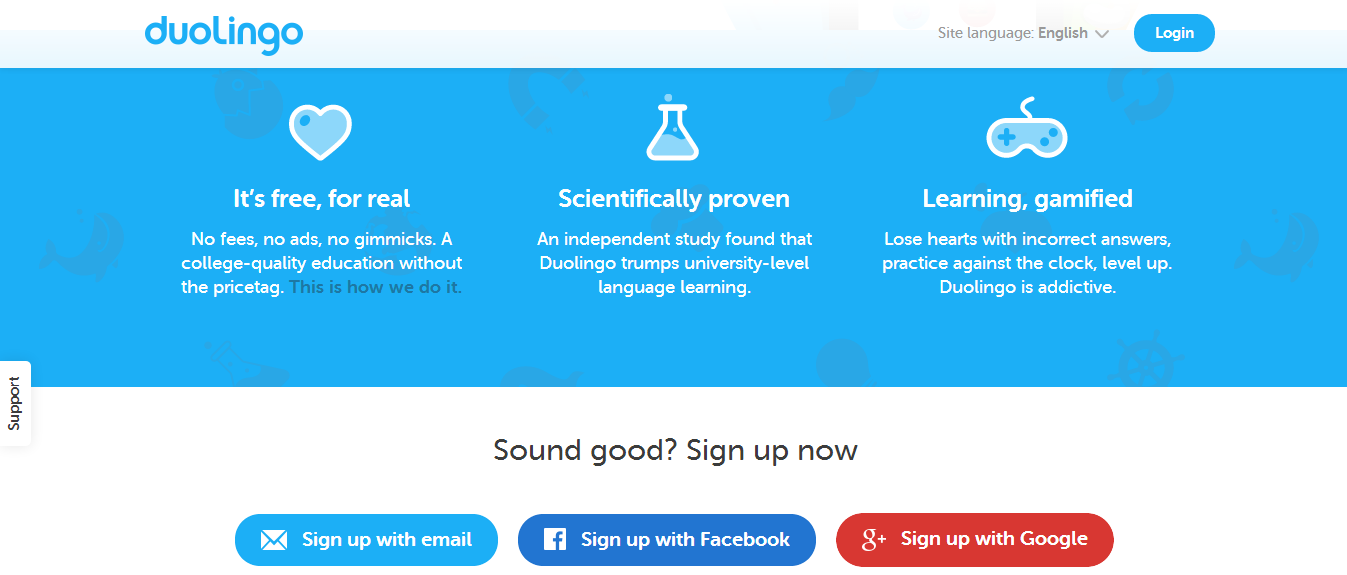 duolingo
Site language: English
Login
It's free, for real
No fees, no ads, no gimmicks. A
college-quality education without
the pricetag. This is how we do it.
Scientifically proven
An independent study found that
Duolingo trumps university-level
language learning.
Learning, gamified
Lose hearts with incorrect answers,
practice against the clock, level up.
Duolingo is addictive.
Support
Sound good? Sign up now
Sign up with email
f Sign up with Facebook
g+ Sign up with Google